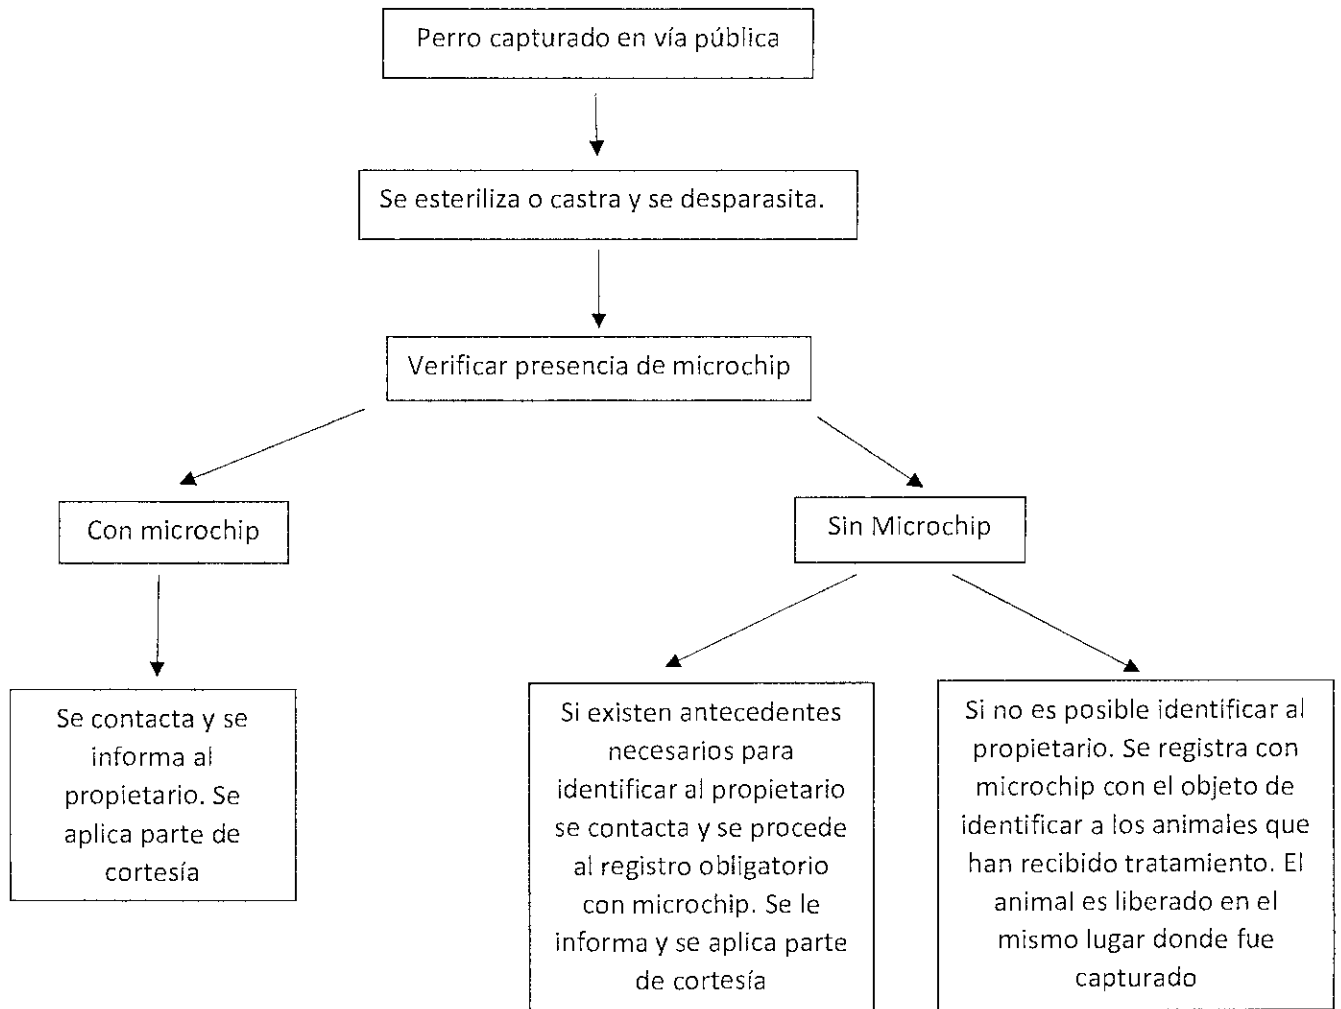 Perro capturado en vía pública
Se esteriliza o castra y se desparasita.
Verificar presencia de microchip
Con microchip
Sin Microchip
Se contacta y se
informa al
propietario. Se
aplica parte de
cortesía
Si existen antecedentes
necesarios para
identificar al propietario
se contacta y se procede
al registro obligatorio
con microchip. Se le
informa y se aplica parte
de cortesía
Si no es posible identificar al
propietario. Se registra con
microchip con el objeto de
identificar a los animales que
han recibido tratamiento. El
animal es liberado en el
mismo lugar donde fue
capturado